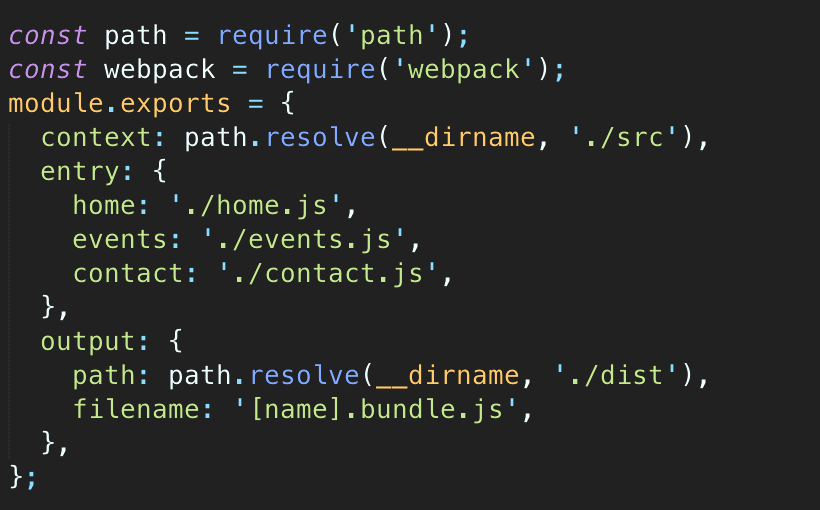 const path = require('path');
const webpack = require('webpack');
module.exports = {
  context: path.resolve(__dirname, './src'),
  entry: {
    home: './home.js',
    events: './events.js',
    contact: './contact.js',
  },
  output: {
    path: path.resolve(__dirname, './dist'),
    filename: '[name].bundle.js',
  },
};